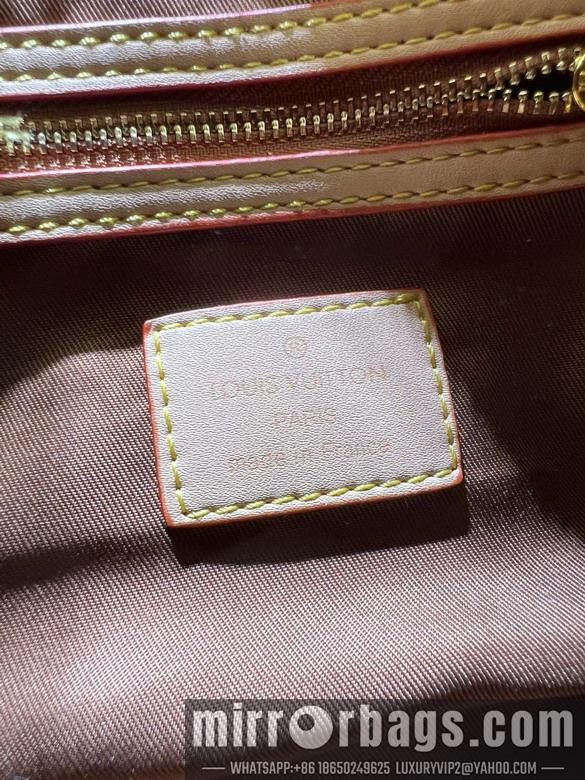 LOUIS VUITTON
PARIS
made in France
mirrorbags.com
WHATSAPP:+86 18650249625 LUXURYVIP2@YAHOO.COM